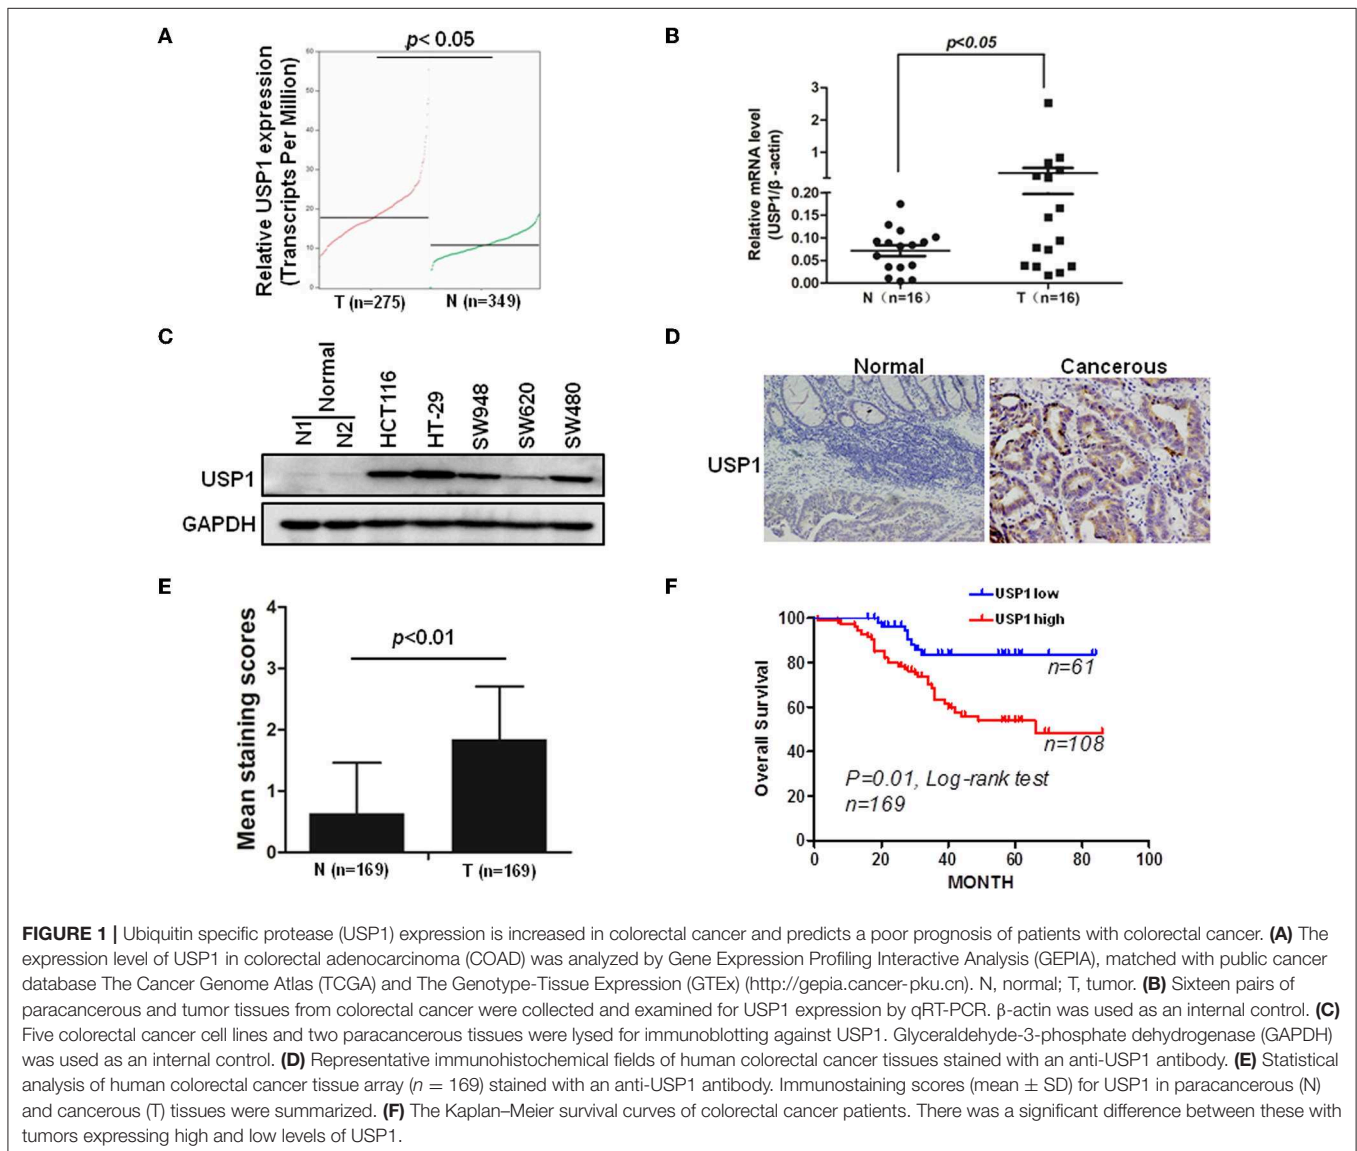 A
p< 0.05
Relative USP1 expression
(Transcripts Per Million)
60
50
40
30
20
10
0
T (n=275)
N (n=349)
B
p<0.05
Relative mRNA level
(USP1/β -actin)
3
2
1
0.20
0.15
0.10
0.05
0.00
N（n=16）
T（n=16)
C
Normal
N1
N2
HCT116
HT-29
SW948
SW620
SW480
USP1
GAPDH
D
Normal
Cancerous
USP1
E
Mean staining scores
4
3
2
1
0
p<0.01
N (n=169)
T (n=169)
F
USP1 low
USP1 high
Overall Survival
100
80
60
40
20
0
n=61
n=108
P=0.01, Log-rank test
n=169
0
20
40
60
80
100
MONTH
FIGURE 1 | Ubiquitin specific protease (USP1) expression is increased in colorectal cancer and predicts a poor prognosis of patients with colorectal cancer. (A) The
expression level of USP1 in colorectal adenocarcinoma (COAD) was analyzed by Gene Expression Profiling Interactive Analysis (GEPIA), matched with public cancer
database The Cancer Genome Atlas (TCGA) and The Genotype-Tissue Expression (GTEx) (http://gepia.cancer-pku.cn). N, normal; T, tumor. (B) Sixteen pairs of
paracancerous and tumor tissues from colorectal cancer were collected and examined for USP1 expression by qRT-PCR. β-actin was used as an internal control. (C)
Five colorectal cancer cell lines and two paracancerous tissues were lysed for immunoblotting against USP1. Glyceraldehyde-3-phosphate dehydrogenase (GAPDH)
was used as an internal control. (D) Representative immunohistochemical fields of human colorectal cancer tissues stained with an anti-USP1 antibody. (E) Statistical
analysis of human colorectal cancer tissue array (n = 169) stained with an anti-USP1 antibody. Immunostaining scores (mean ± SD) for USP1 in paracancerous (N)
and cancerous (T) tissues were summarized. (F) The Kaplan–Meier survival curves of colorectal cancer patients. There was a significant difference between these with
tumors expressing high and low levels of USP1.